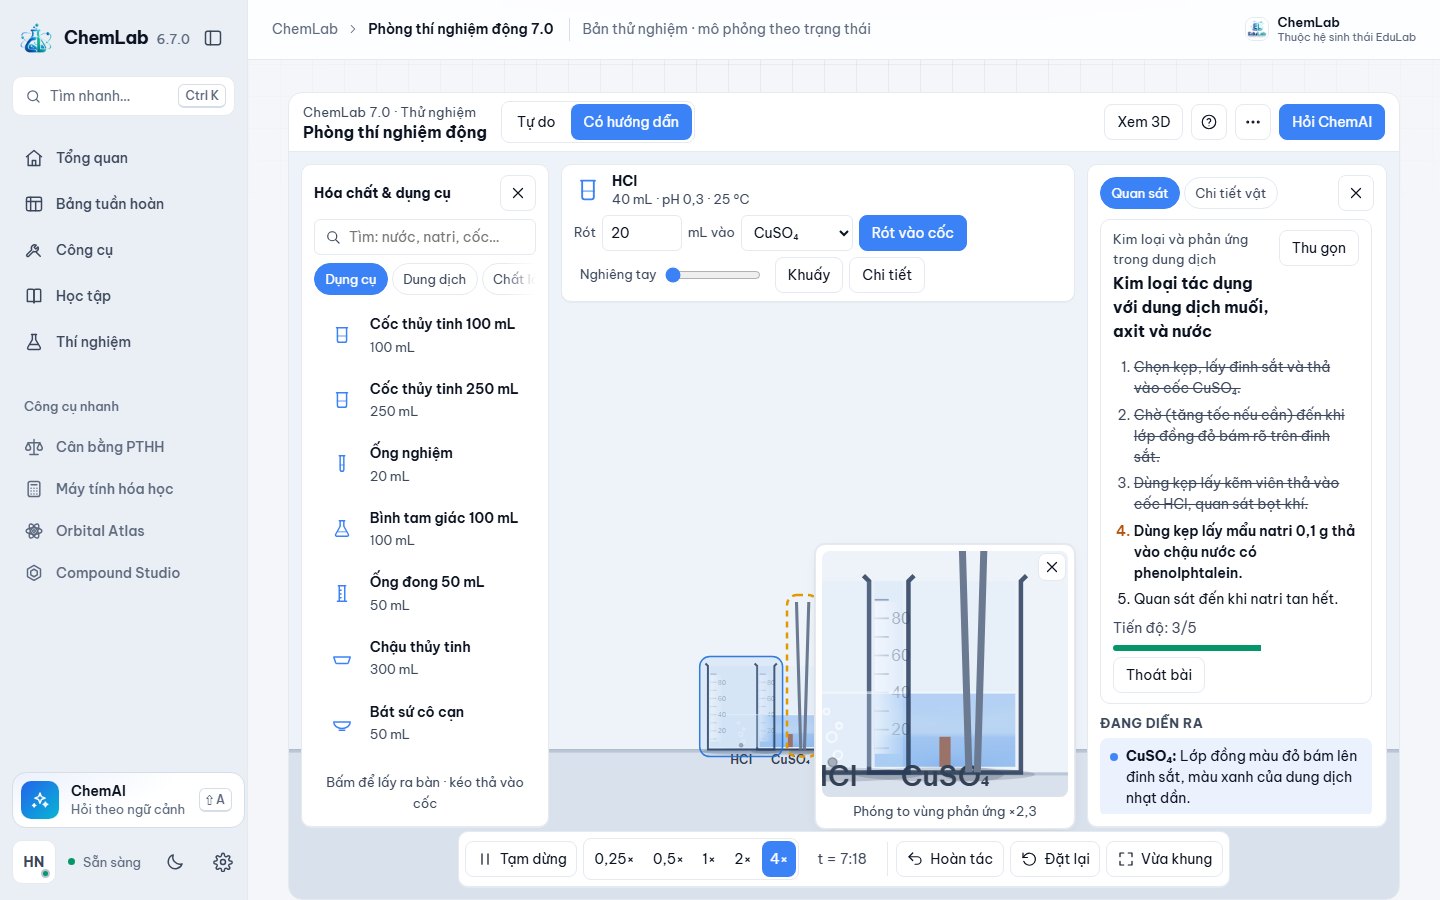 ChemLab 6.7.0
Tìm nhanh... Ctrl K
Tổng quan
Bảng tuần hoàn
Công cụ
Học tập
Thí nghiệm
Công cụ nhanh
Cân bằng PTHH
Máy tính hóa học
Orbital Atlas
Compound Studio
ChemAI
Hỏi theo ngữ cảnh
⇧A
HN
Sẵn sàng
ChemLab > Phòng thí nghiệm động 7.0
Bản thử nghiệm · mô phỏng theo trạng thái
ChemLab
Thuộc hệ sinh thái EduLab
ChemLab 7.0 · Thử nghiệm
Phòng thí nghiệm động
Tự do
Có hướng dẫn
Xem 3D
Hỏi ChemAI
Hóa chất & dụng cụ
Tìm: nước, natri, cốc...
Dụng cụ
Dung dịch
Chất
Cốc thủy tinh 100 mL
100 mL
Cốc thủy tinh 250 mL
250 mL
Ống nghiệm
20 mL
Bình tam giác 100 mL
100 mL
Ống đong 50 mL
50 mL
Chậu thủy tinh
300 mL
Bát sứ cô cạn
50 mL
Bấm để lấy ra bàn · kéo thả vào
cốc
HCl
40 mL · pH 0,3 · 25 °C
Rót 20 mL vào CuSO₄ Rót vào cốc
Nghiêng tay
Khuấy
Chi tiết
80
60
40
20
HCl
CuSO₄
80
60
40
20
HCl
CuSO₄
Phóng to vùng phản ứng ×2,3
Quan sát
Chi tiết vật
Kim loại và phản ứng
trong dung dịch
Thu gọn
Kim loại tác dụng
với dung dịch muối,
axit và nước
1. Chọn kẹp, lấy đinh sắt và thả
vào cốc CuSO₄.
2. Chờ (tăng tốc nếu cần) đến khi
lớp đồng đỏ bám rõ trên đinh
sắt.
3. Dùng kẹp lấy kẽm viên thả vào
cốc HCl, quan sát bọt khí.
4. Dùng kẹp lấy mẩu natri 0,1 g thả
vào chậu nước có
phenolphtalein.
5. Quan sát đến khi natri tan hết.
Tiến độ: 3/5
Thoát bài
ĐANG DIỄN RA
CuSO₄: Lớp đồng màu đỏ bám lên
đinh sắt, màu xanh của dung dịch
nhạt dần.
Tạm dừng
0,25×
0,5×
1×
2×
4×
t = 7:18
Hoàn tác
Đặt lại
Vừa khung